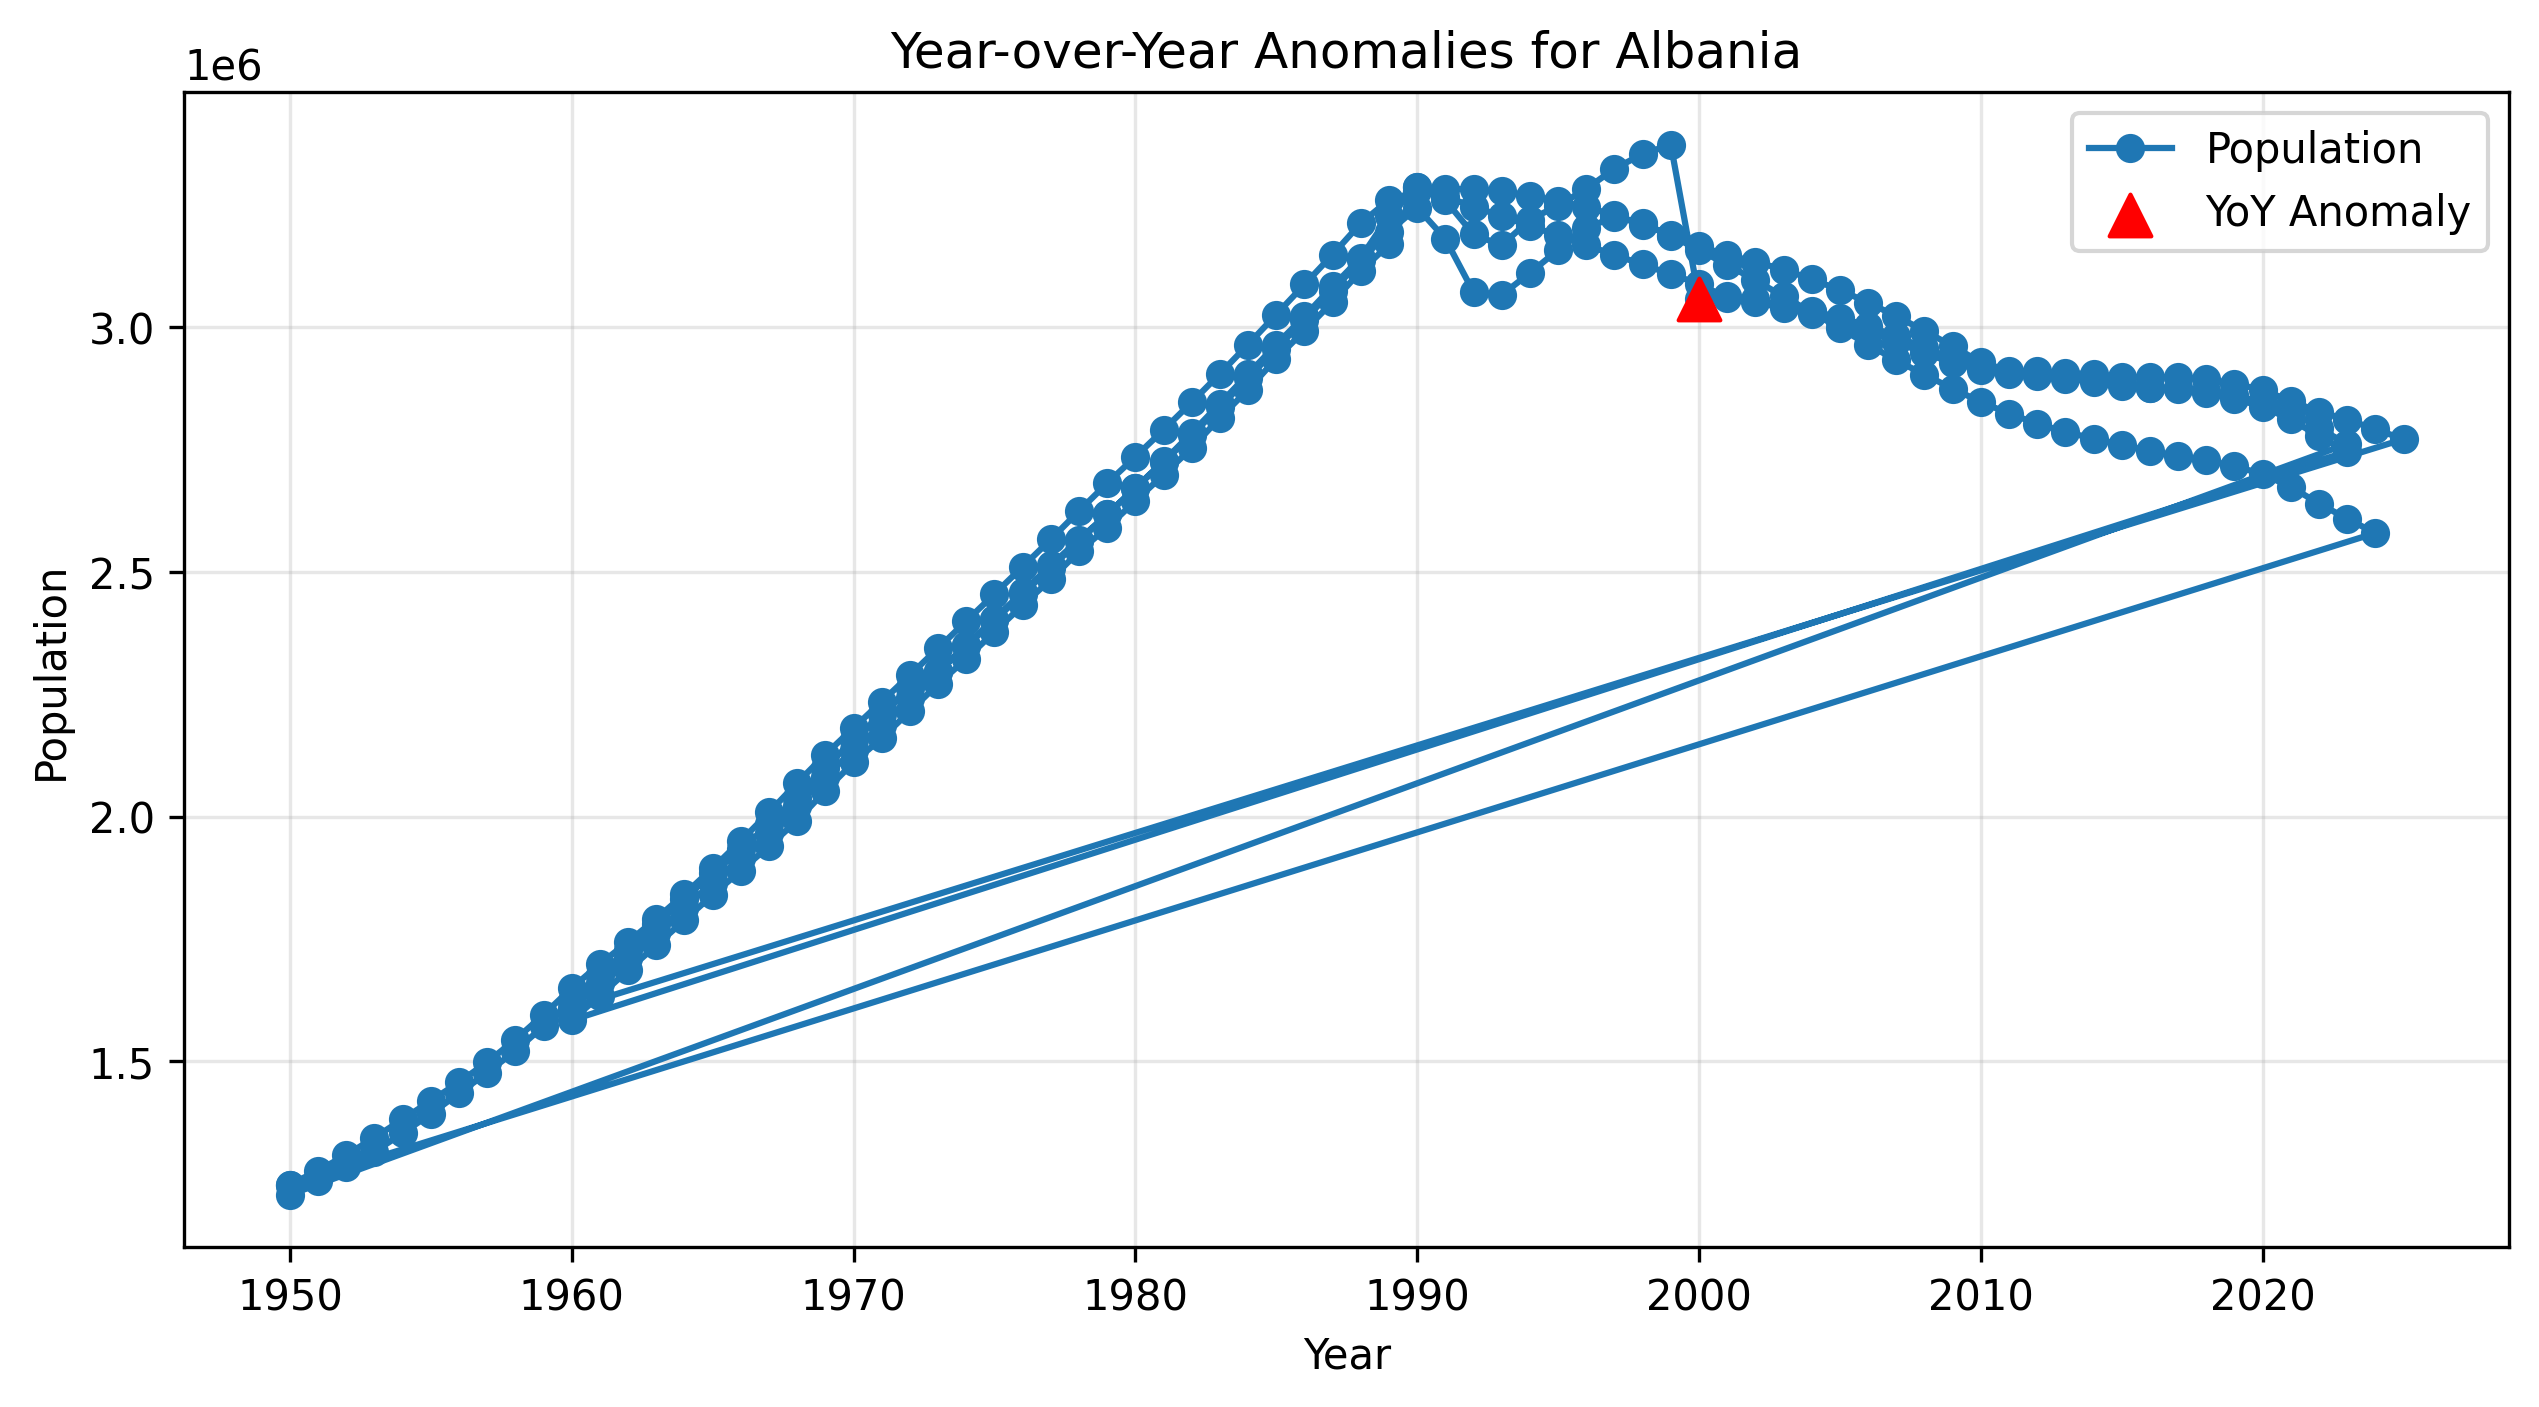 Year-over-Year Anomalies for Albania
1e6
Population
YoY Anomaly
3.0
2.5
2.0
1.5
Population
1950 1960 1970 1980 1990 2000 2010 2020
Year